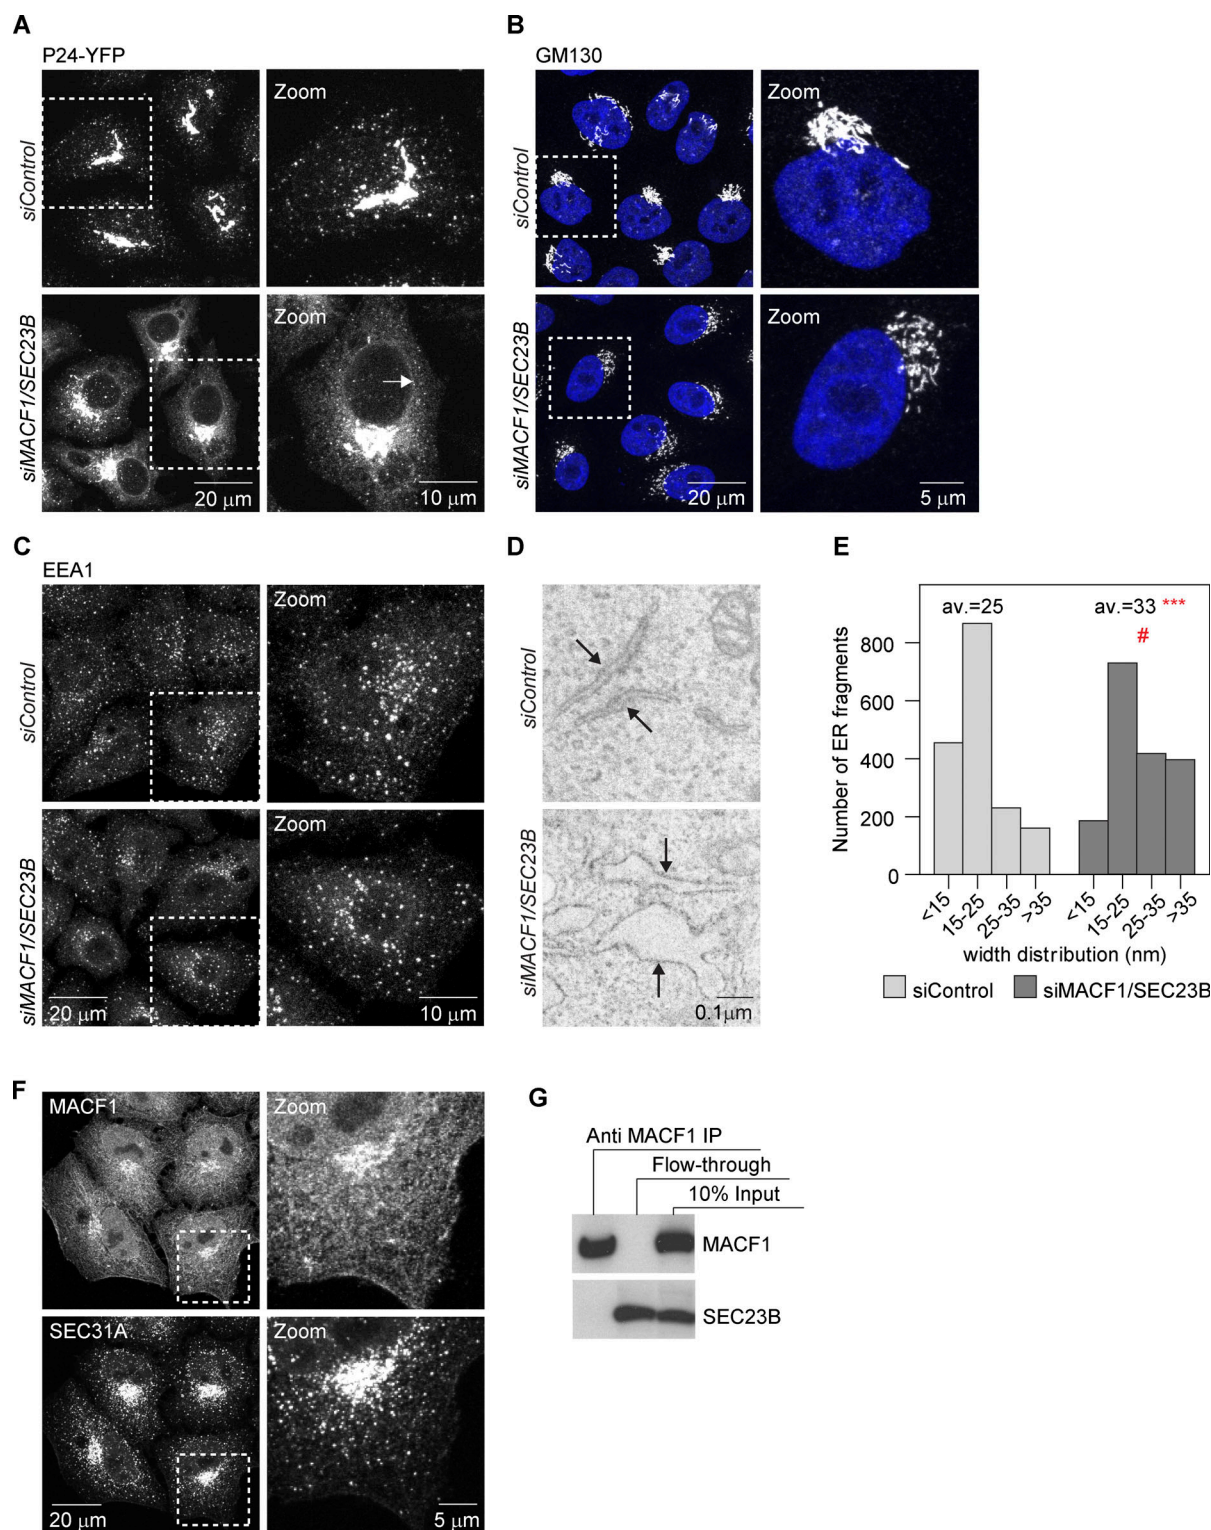 A
P24-YFP
siControl
Zoom
siMACF1/SEC23B
Zoom
20 μm
10 μm
B
GM130
siControl
Zoom
siMACF1/SEC23B
Zoom
20 μm
5 μm
C
EEA1
siControl
Zoom
siMACF1/SEC23B
Zoom
20 μm
10 μm
D
siControl
siMACF1/SEC23B
0.1μm
E
av.=25
av.=33 ***
#
Number of ER fragments
800
600
400
200
0
<15
15-25
25-35
>35
<15
15-25
25-35
>35
width distribution (nm)
siControl
siMACF1/SEC23B
F
MACF1
Zoom
SEC31A
Zoom
20 μm
5 μm
G
Anti MACF1 IP
Flow-through
10% Input
MACF1
SEC23B